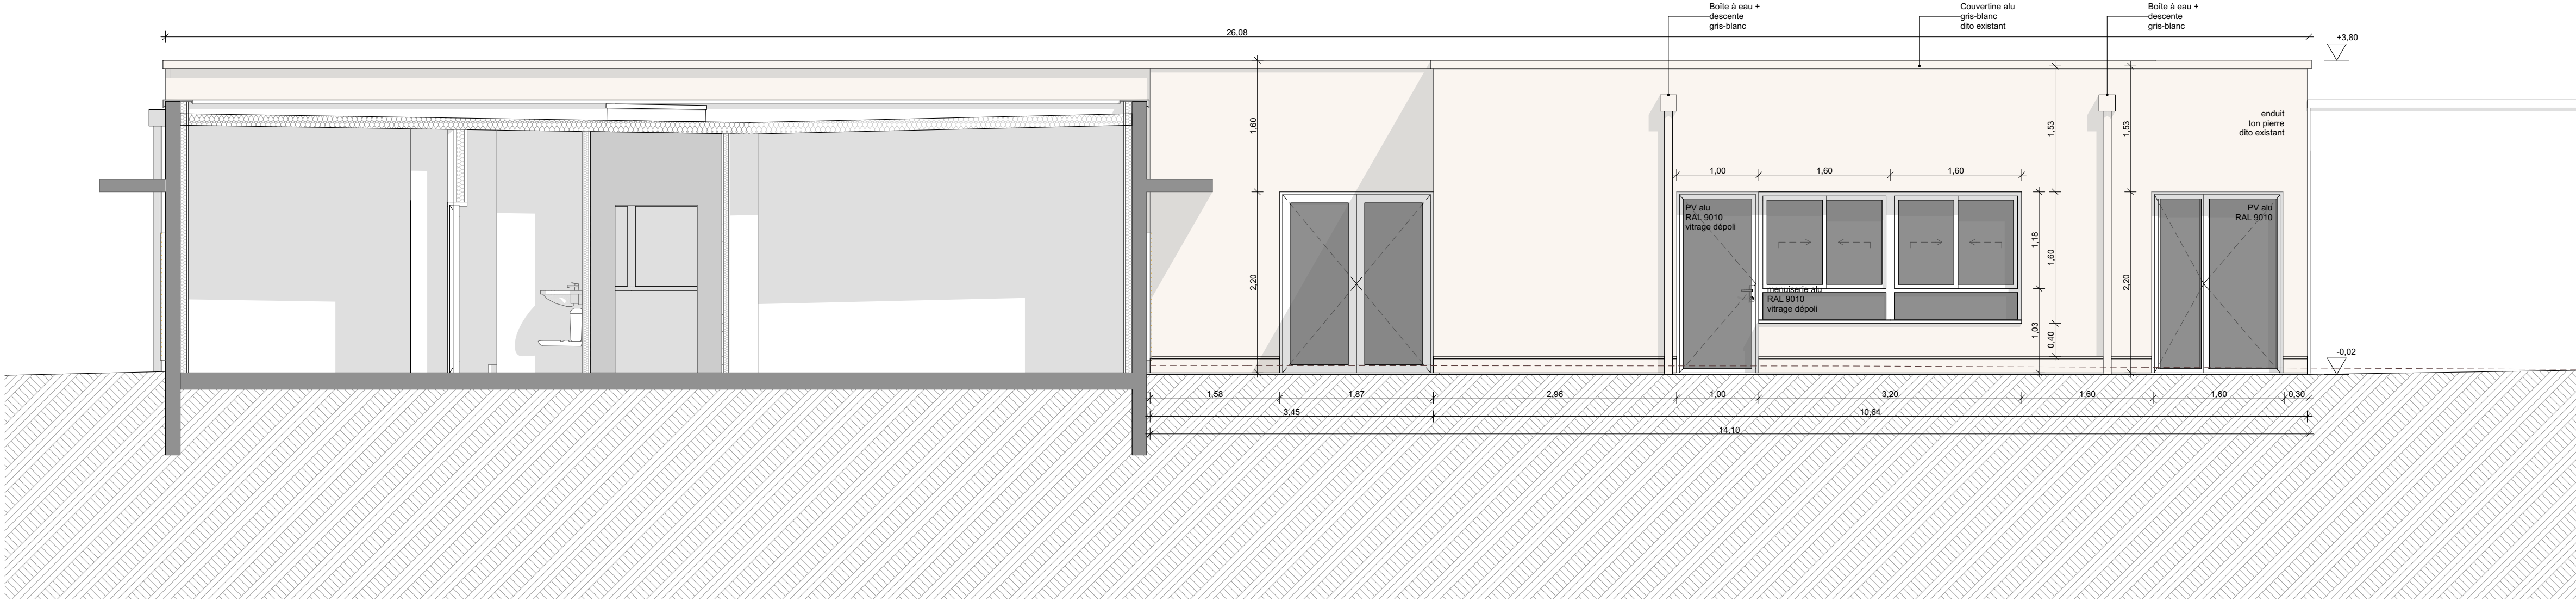 Boîte à eau +
descente
gris-blanc
Couvertine alu
gris-blanc
dito existant
Boîte à eau +
descente
gris-blanc
26,08
+3,80
enduit
ton pierre
dito existant
1,60
1,53
1,53
1,00
1,60
1,60
PV alu
RAL 9010
vitrage dépoli
PV alu
RAL 9010
1,18
1,60
2,20
2,20
menuiserie alu
RAL 9010
vitrage dépoli
1,03
0,40
-0,02
1,58
1,87
2,96
1,00
3,20
1,60
1,60
0,30
3,45
10,64
14,10